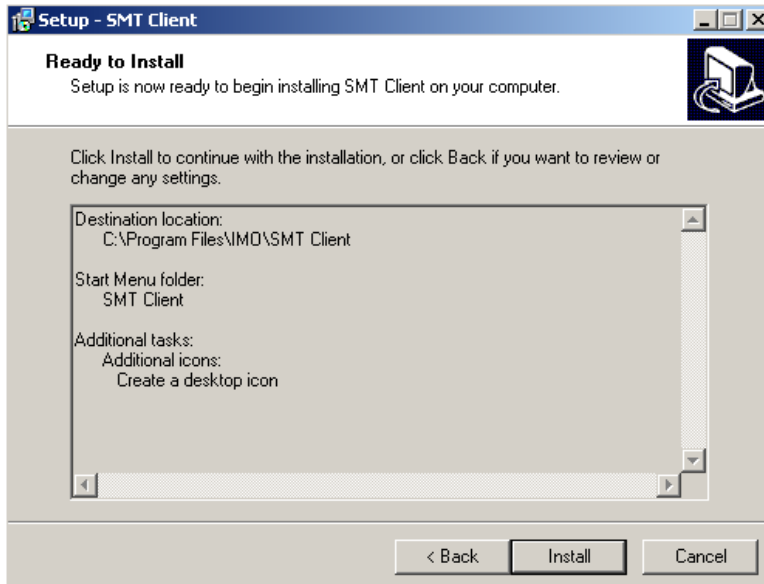 Setup - SMT Client
Ready to Install
Setup is now ready to begin installing SMT Client on your computer.
Click Install to continue with the installation, or click Back if you want to review or
change any settings.
Destination location:
C:\Program Files\IMO\SMT Client
Start Menu folder:
SMT Client
Additional tasks:
Additional icons:
Create a desktop icon
< Back
Install
Cancel